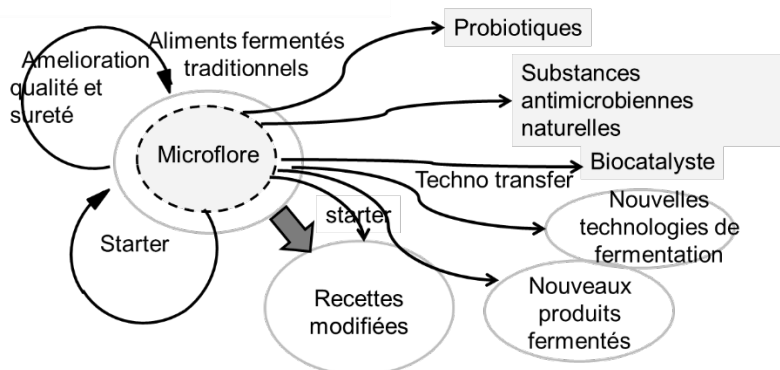 Probiotiques
Aliments fermentés
traditionnels
Amelioration
qualité et
sureté
Substances
antimicrobiennes
naturelles
Microflore
Biocatalyste
Techno transfer
Nouvelles
technologies de
fermentation
starter
Starter
Recettes
modifiées
Nouveaux
produits
fermentés